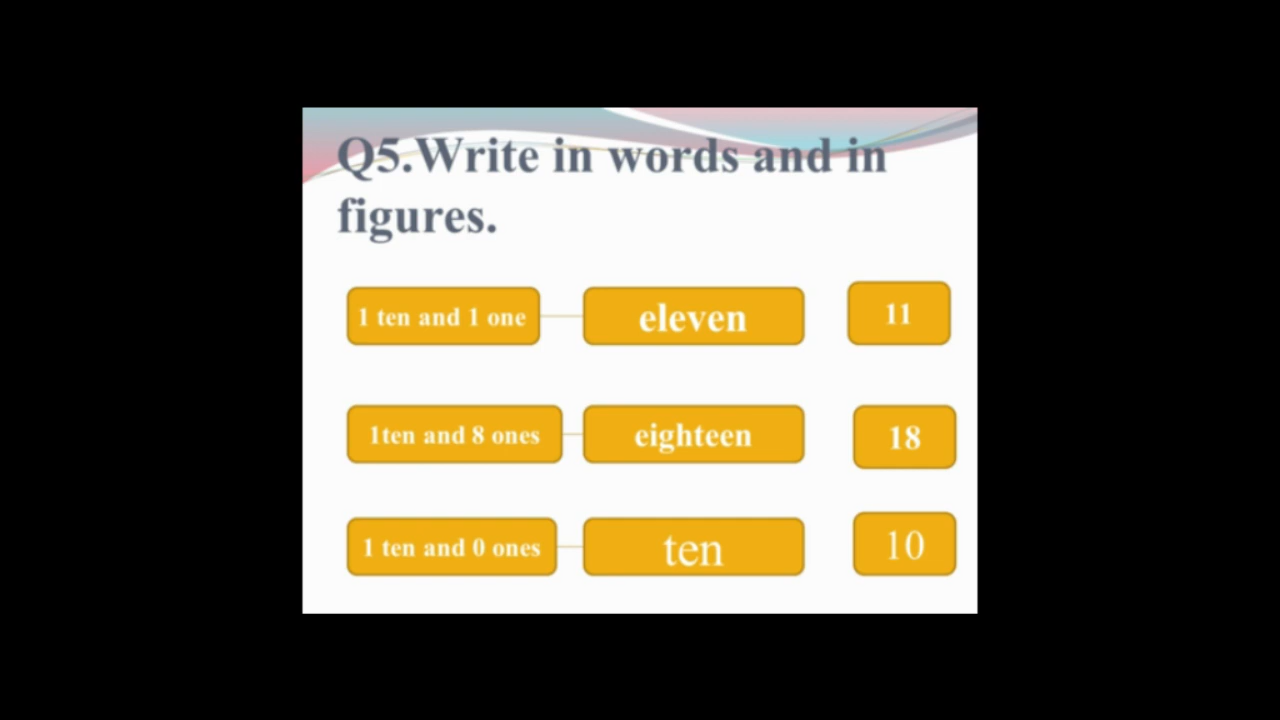 Q5.Write in words and in
figures.
1 ten and 1 one eleven 11
1ten and 8 ones eighteen 18
1 ten and 0 ones ten 10